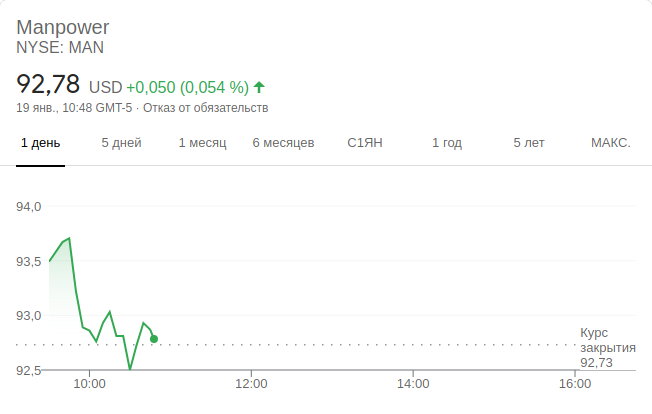 Manpower
NYSE: MAN
92,78 USD +0,050 (0,054 %)
19 янв., 10:48 GMT-5 · Отказ от обязательств
1 день 5 дней 1 месяц 6 месяцев С1ЯН 1 год 5 лет МАКС.
94,0
93,5
93,0
Курс
закрытия
92,73
92,5
10:00 12:00 14:00 16:00